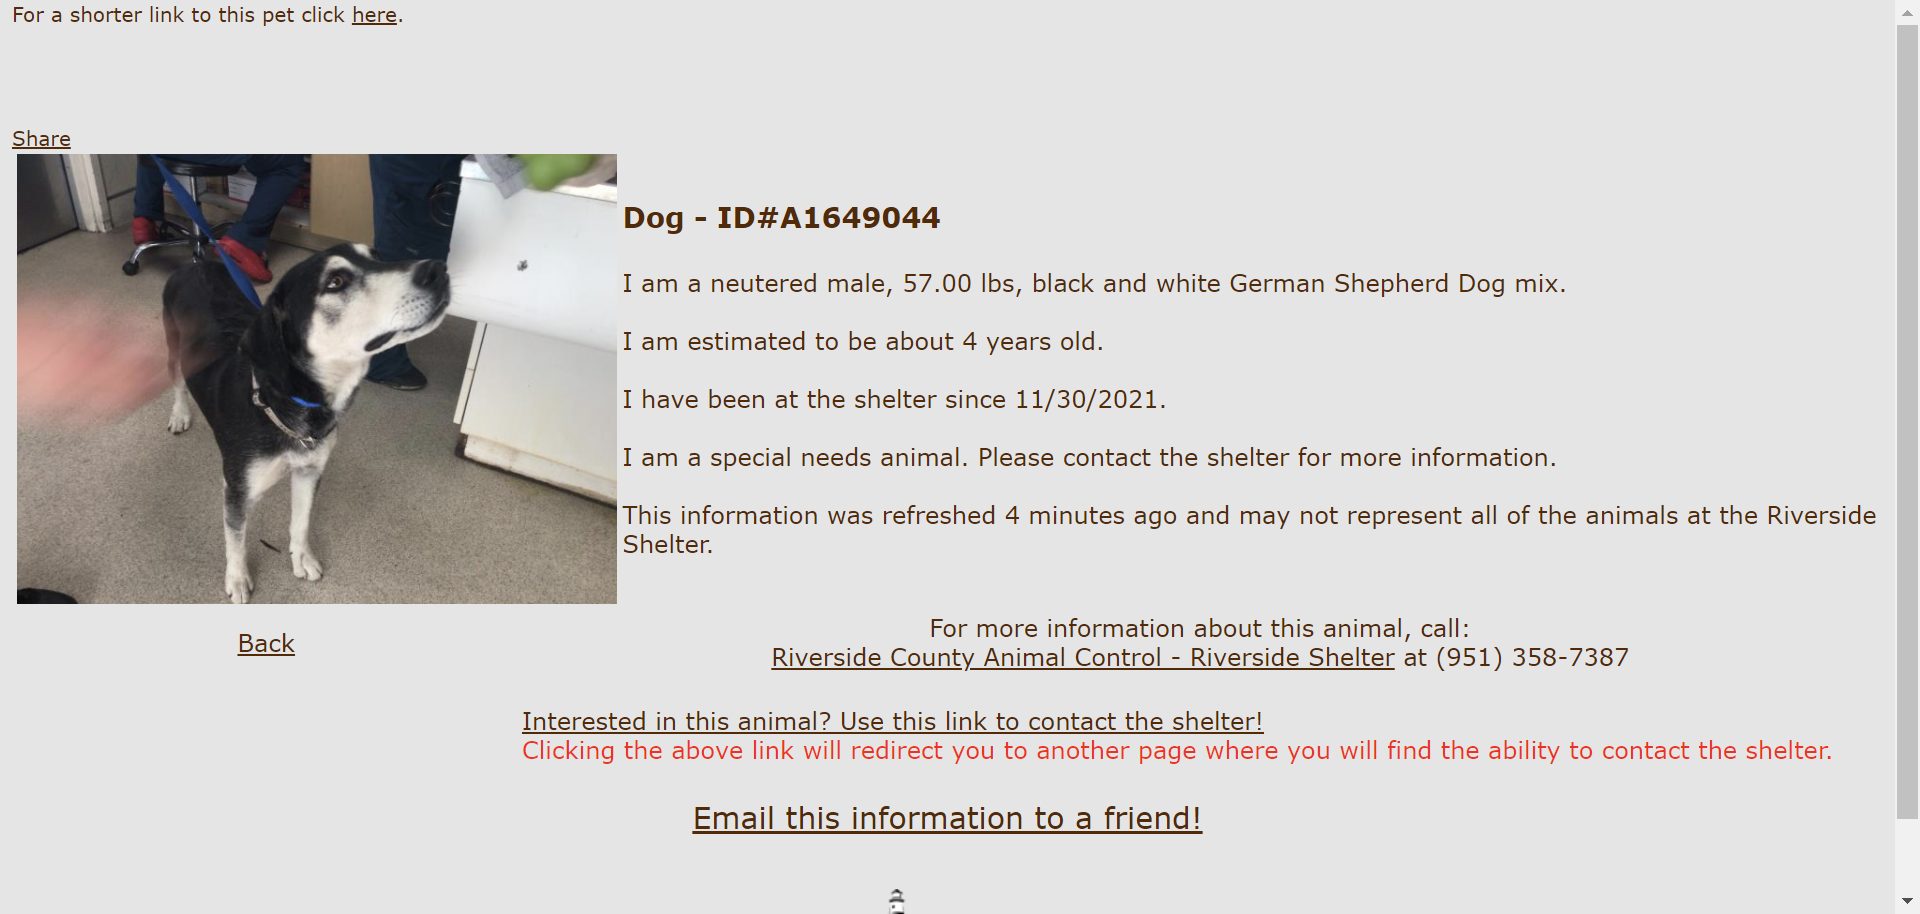 For a shorter link to this pet click here.
Share
Dog - ID#A1649044
I am a neutered male, 57.00 lbs, black and white German Shepherd Dog mix.
I am estimated to be about 4 years old.
I have been at the shelter since 11/30/2021.
I am a special needs animal. Please contact the shelter for more information.
This information was refreshed 4 minutes ago and may not represent all of the animals at the Riverside
Shelter.
Back
For more information about this animal, call:
Riverside County Animal Control - Riverside Shelter at (951) 358-7387
Interested in this animal? Use this link to contact the shelter!
Clicking the above link will redirect you to another page where you will find the ability to contact the shelter.
Email this information to a friend!